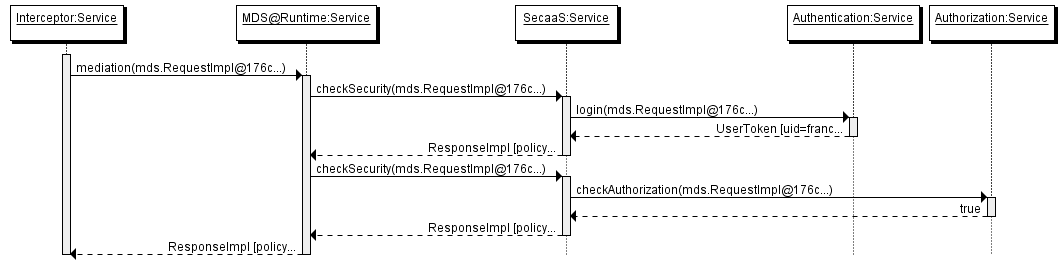 Interceptor:Service
MDS@Runtime:Service
SecaaS:Service
Authentication:Service
Authorization:Service
mediation(mds.RequestImpl@176c...)
checkSecurity(mds.RequestImpl@176c...)
login(mds.RequestImpl@176c...)
UserToken [uid=franc...
ResponseImpl [policy...
checkSecurity(mds.RequestImpl@176c...)
checkAuthorization(mds.RequestImpl@176c...)
true
ResponseImpl [policy...
ResponseImpl [policy...